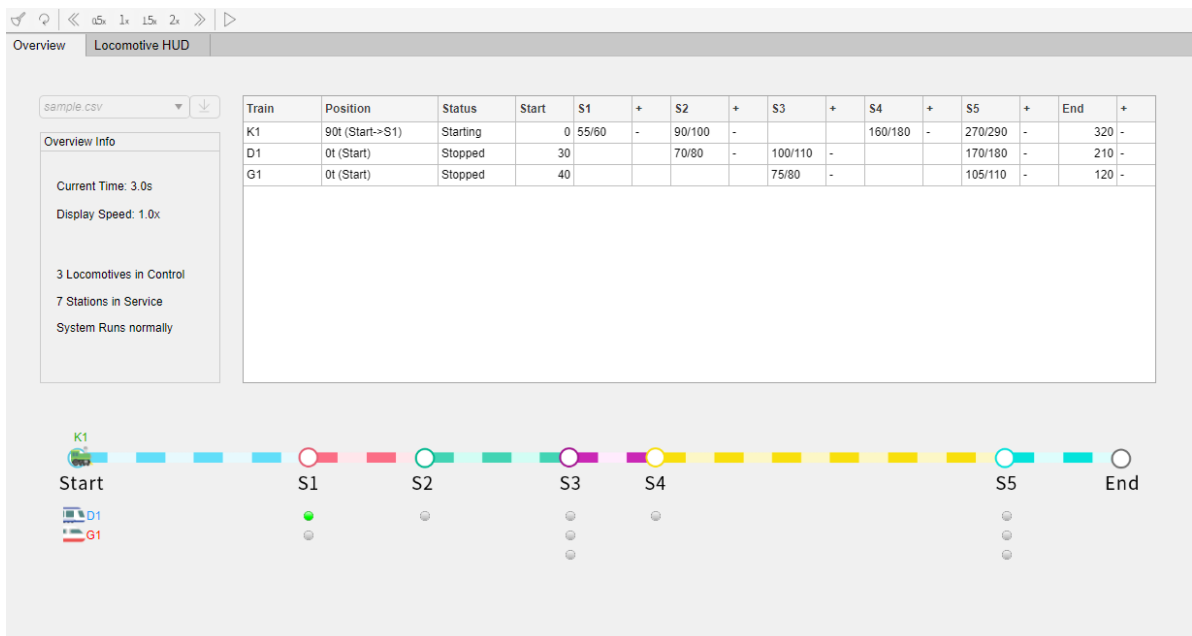 0.5x 1x 1.5x 2x
Overview Locomotive HUD
sample.csv
Overview Info
Current Time: 3.0s
Display Speed: 1.0x
3 Locomotives in Control
7 Stations in Service
System Runs normally
Train Position Status Start S1 + S2 + S3 + S4 + S5 + End +
K1 90t (Start->S1) Starting 0 55/60 - 90/100 - 160/180 - 270/290 - 320 -
D1 0t (Start) Stopped 30 70/80 - 100/110 - 170/180 - 210 -
G1 0t (Start) Stopped 40 75/80 - 105/110 - 120 -
K1
Start S1 S2 S3 S4 S5 End
D1
G1